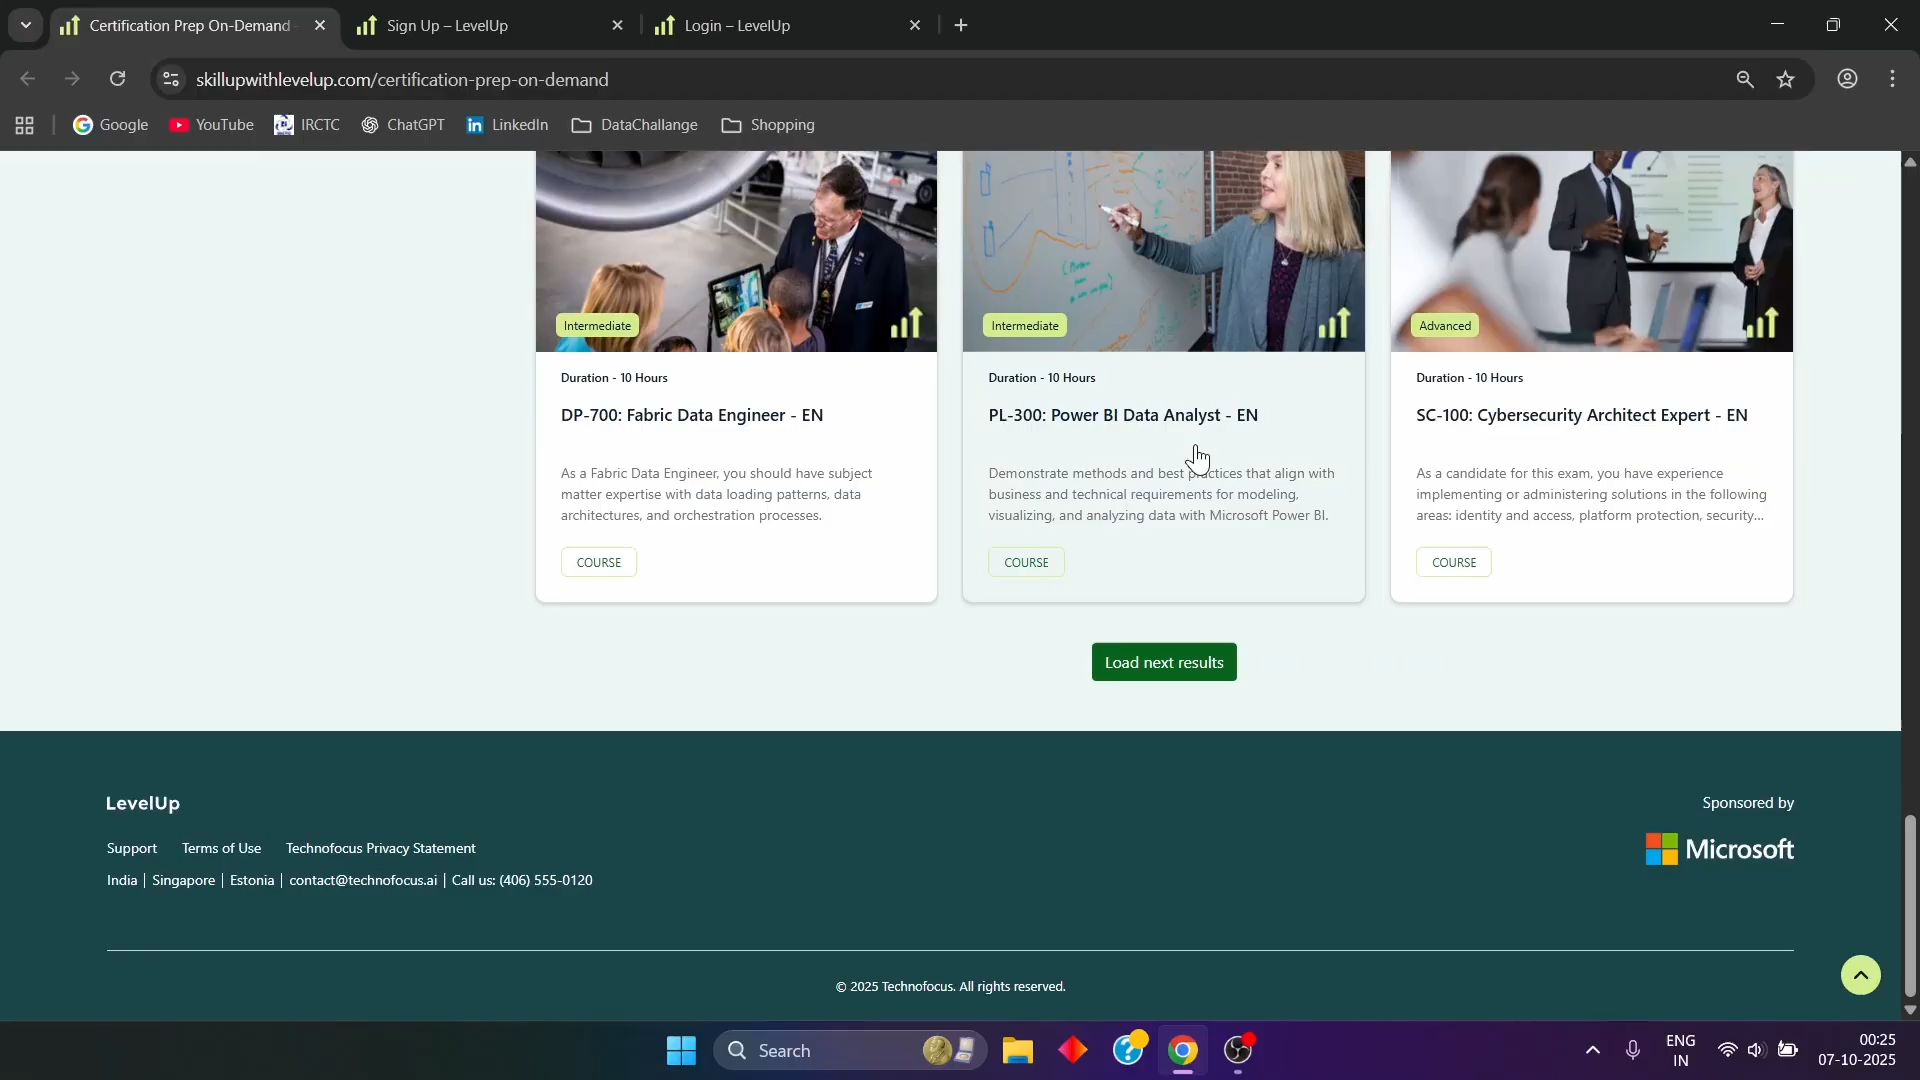 Certification Prep On-Demand
Sign Up – LevelUp
Login – LevelUp
skillupwithlevelup.com/certification-prep-on-demand
Google
YouTube
IRCTC
ChatGPT
LinkedIn
DataChallange
Shopping
Intermediate
Intermediate
Advanced
Duration - 10 Hours
Duration - 10 Hours
Duration - 10 Hours
DP-700: Fabric Data Engineer - EN
PL-300: Power BI Data Analyst - EN
SC-100: Cybersecurity Architect Expert - EN
As a Fabric Data Engineer, you should have subject
matter expertise with data loading patterns, data
architectures, and orchestration processes.
Demonstrate methods and best practices that align with
business and technical requirements for modeling,
visualizing, and analyzing data with Microsoft Power BI.
As a candidate for this exam, you have experience
implementing or administering solutions in the following
areas: identity and access, platform protection, security...
COURSE
COURSE
COURSE
Load next results
LevelUp
Sponsored by
Support Terms of Use Technofocus Privacy Statement
Microsoft
India | Singapore | Estonia | contact@technofocus.ai | Call us: (406) 555-0120
© 2025 Technofocus. All rights reserved.
Search
ENG
IN
00:25
07-10-2025